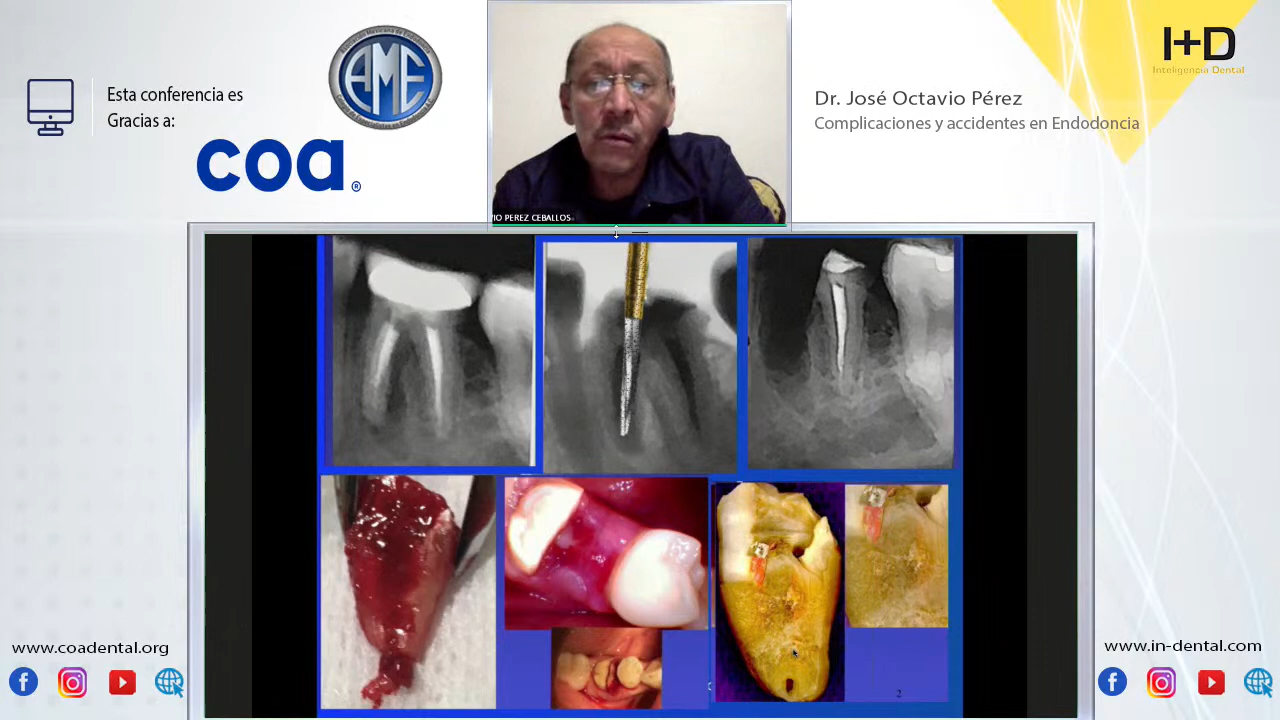 Esta conferencia es
Gracias a:
AME
coa®
IO PEREZ CEBALLOS
Dr. José Octavio Pérez
Complicaciones y accidentes en Endodoncia
I+D
Inteligencia Dental
2
www.coadental.org
www.in-dental.com